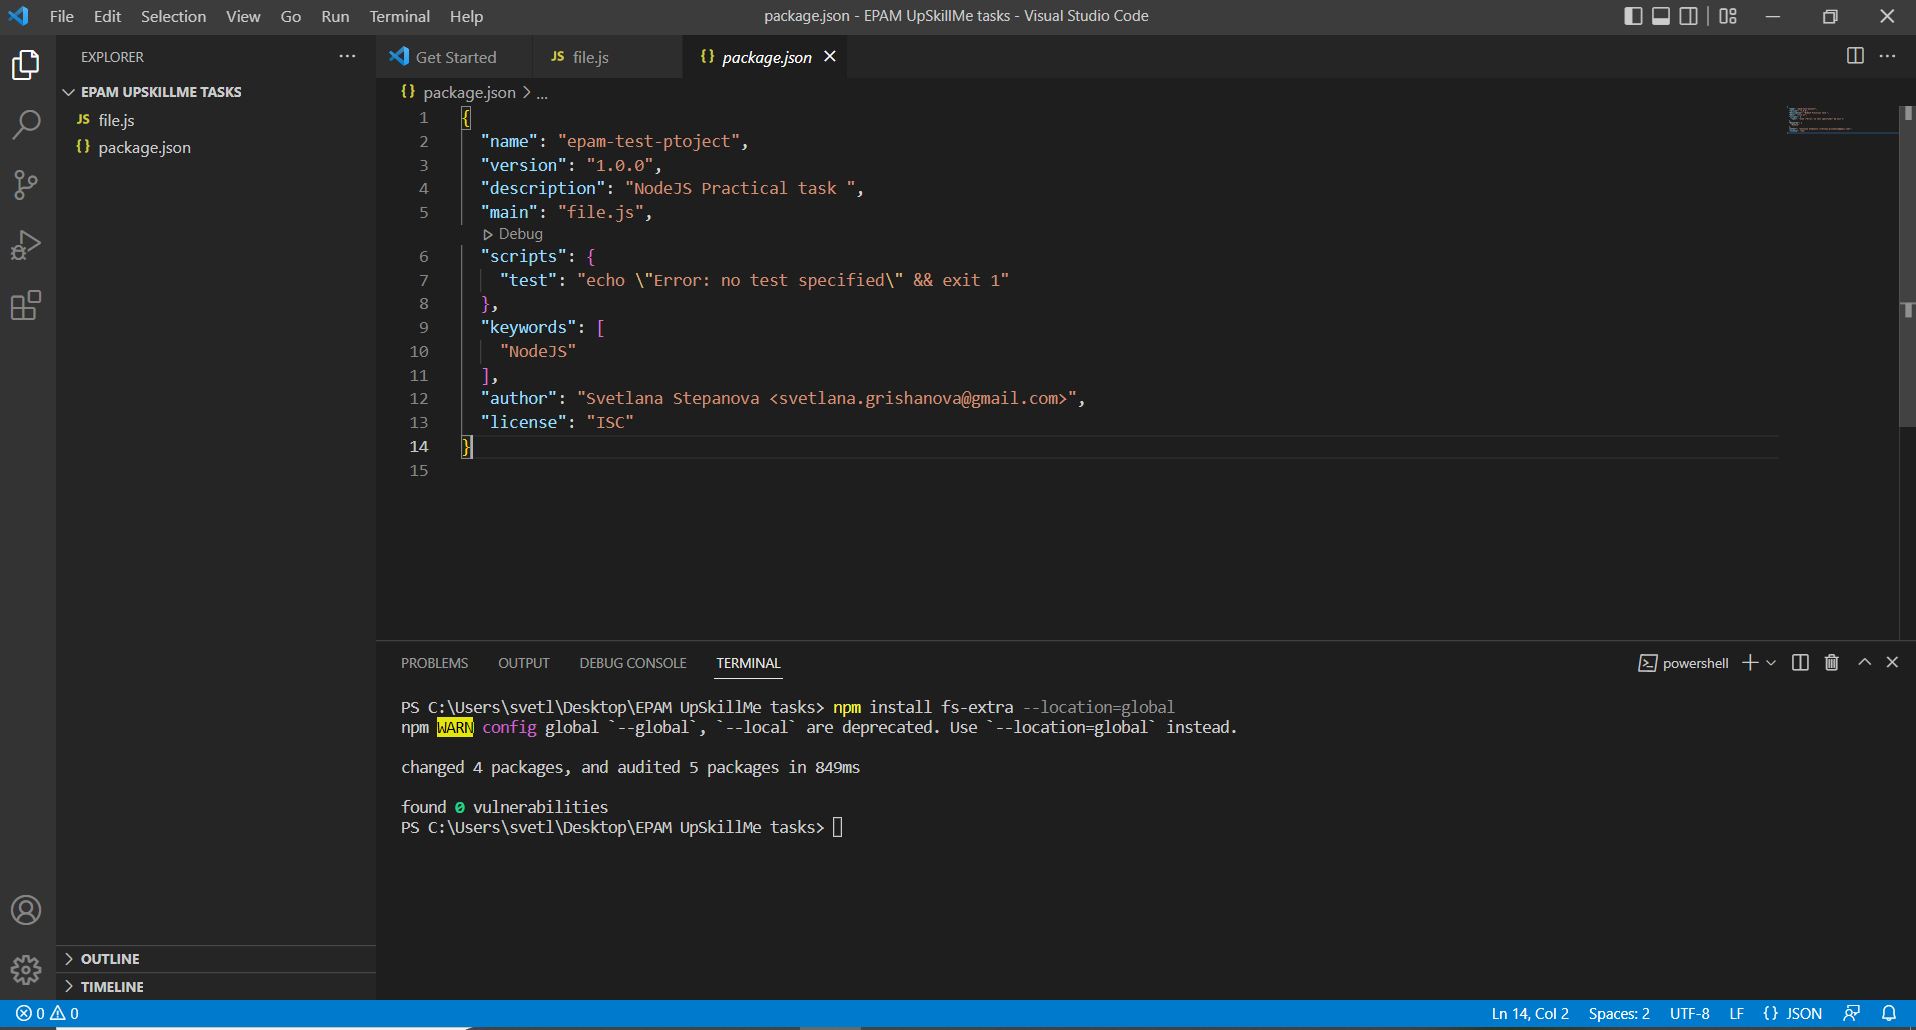 File Edit Selection View Go Run Terminal Help
package.json - EPAM UpSkillMe tasks - Visual Studio Code
EXPLORER
EPAM UPSKILLME TASKS
JS file.js
{} package.json
OUTLINE
TIMELINE
Get Started
JS file.js
{} package.json
{} package.json > ...
1 {
2 "name": "epam-test-ptoject",
3 "version": "1.0.0",
4 "description": "NodeJS Practical task ",
5 "main": "file.js",
Debug
6 "scripts": {
7 "test": "echo \"Error: no test specified\" && exit 1"
8 },
9 "keywords": [
10 "NodeJS"
11 ],
12 "author": "Svetlana Stepanova <svetlana.grishanova@gmail.com>",
13 "license": "ISC"
14 }
15
PROBLEMS OUTPUT DEBUG CONSOLE TERMINAL
powershell
PS C:\Users\svetl\Desktop\EPAM UpSkillMe tasks> npm install fs-extra --location=global
npm WARN config global `--global`, `--local` are deprecated. Use `--location=global` instead.
changed 4 packages, and audited 5 packages in 849ms
found 0 vulnerabilities
PS C:\Users\svetl\Desktop\EPAM UpSkillMe tasks>
0 0
Ln 14, Col 2 Spaces: 2 UTF-8 LF {} JSON